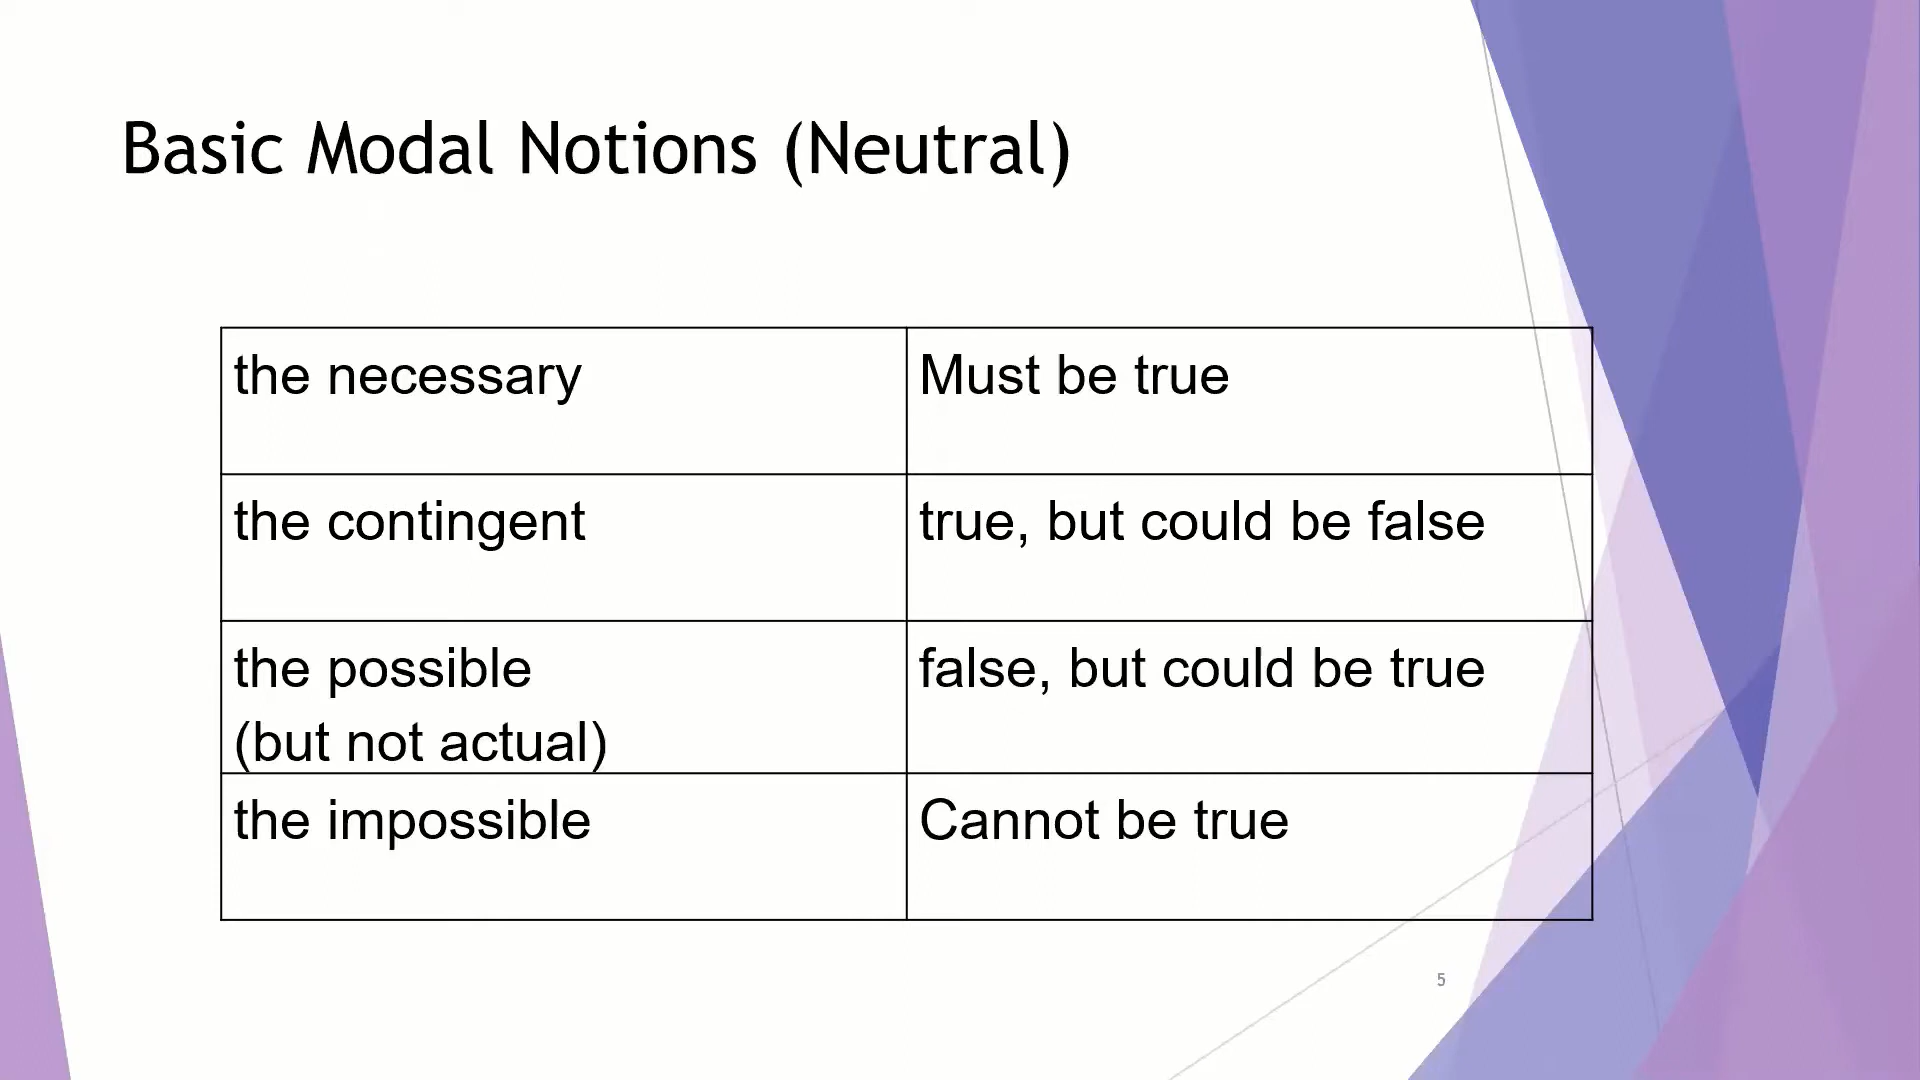 Basic Modal Notions (Neutral)
the necessary
Must be true
the contingent
true, but could be false
the possible
(but not actual)
false, but could be true
the impossible
Cannot be true
5